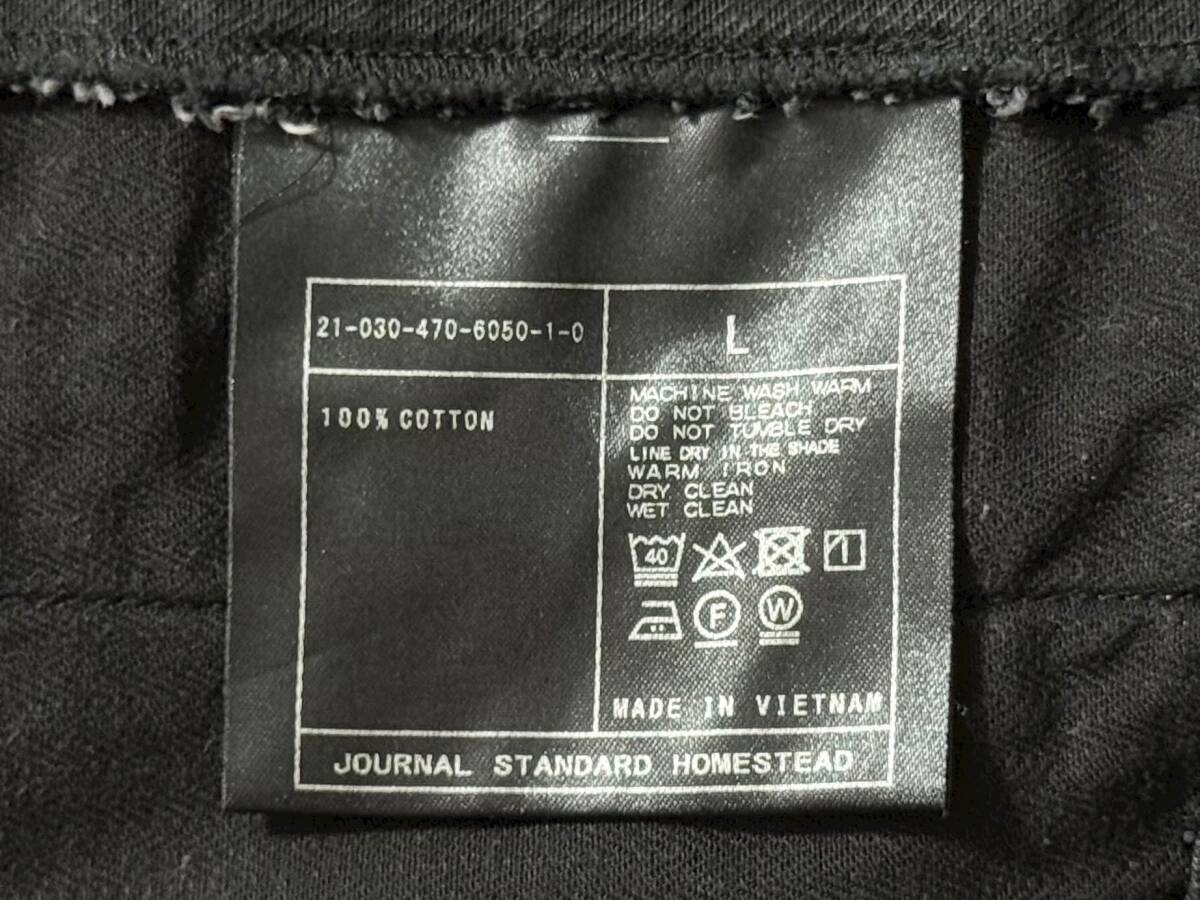 21-030-470-6050-1-0
L
100% COTTON
MACHINE WASH WARM
DO NOT BLEACH
DO NOT TUMBLE DRY
LINE DRY IN THE SHADE
WARM IRON
DRY CLEAN
WET CLEAN
40
F W
MADE IN VIETNAM
JOURNAL STANDARD HOMESTEAD